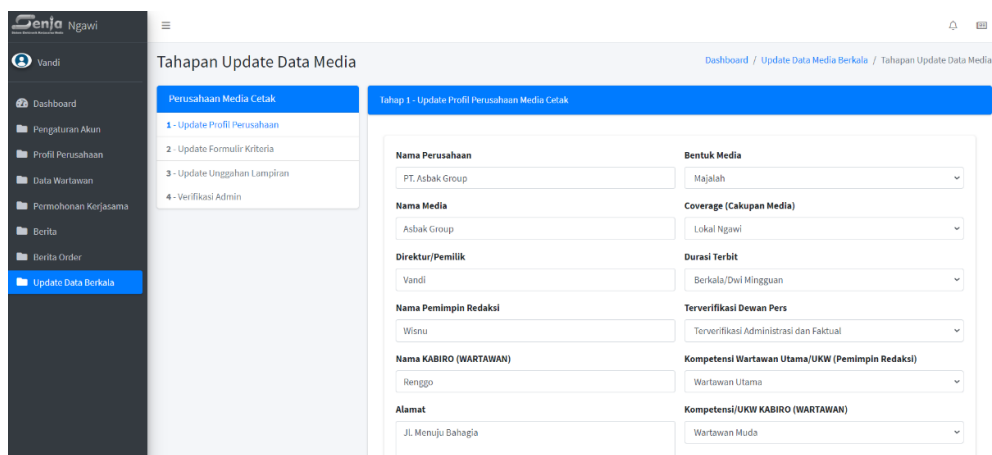 Senja Ngawi
Vandi
Dashboard
Pengaturan Akun
Profil Perusahaan
Data Wartawan
Permohonan Kerjasama
Berita
Berita Order
Update Data Berkala
Tahapan Update Data Media
Dashboard / Update Data Media Berkala / Tahapan Update Data Media
Perusahaan Media Cetak
1 - Update Profil Perusahaan
2 - Update Formulir Kriteria
3 - Update Unggahan Lampiran
4 - Verifikasi Admin
Tahap 1 - Update Profil Perusahaan Media Cetak
Nama Perusahaan
PT. Asbak Group
Nama Media
Asbak Group
Direktur/Pemilik
Vandi
Nama Pemimpin Redaksi
Wisnu
Nama KABIRO (WARTAWAN)
Renggo
Alamat
Jl. Menuju Bahagia
Bentuk Media
Majalah
Coverage (Cakupan Media)
Lokal Ngawi
Durasi Terbit
Berkala/Dwi Mingguan
Terverifikasi Dewan Pers
Terverifikasi Administrasi dan Faktual
Kompetensi Wartawan Utama/UKW (Pemimpin Redaksi)
Wartawan Utama
Kompetensi/UKW KABIRO (WARTAWAN)
Wartawan Muda